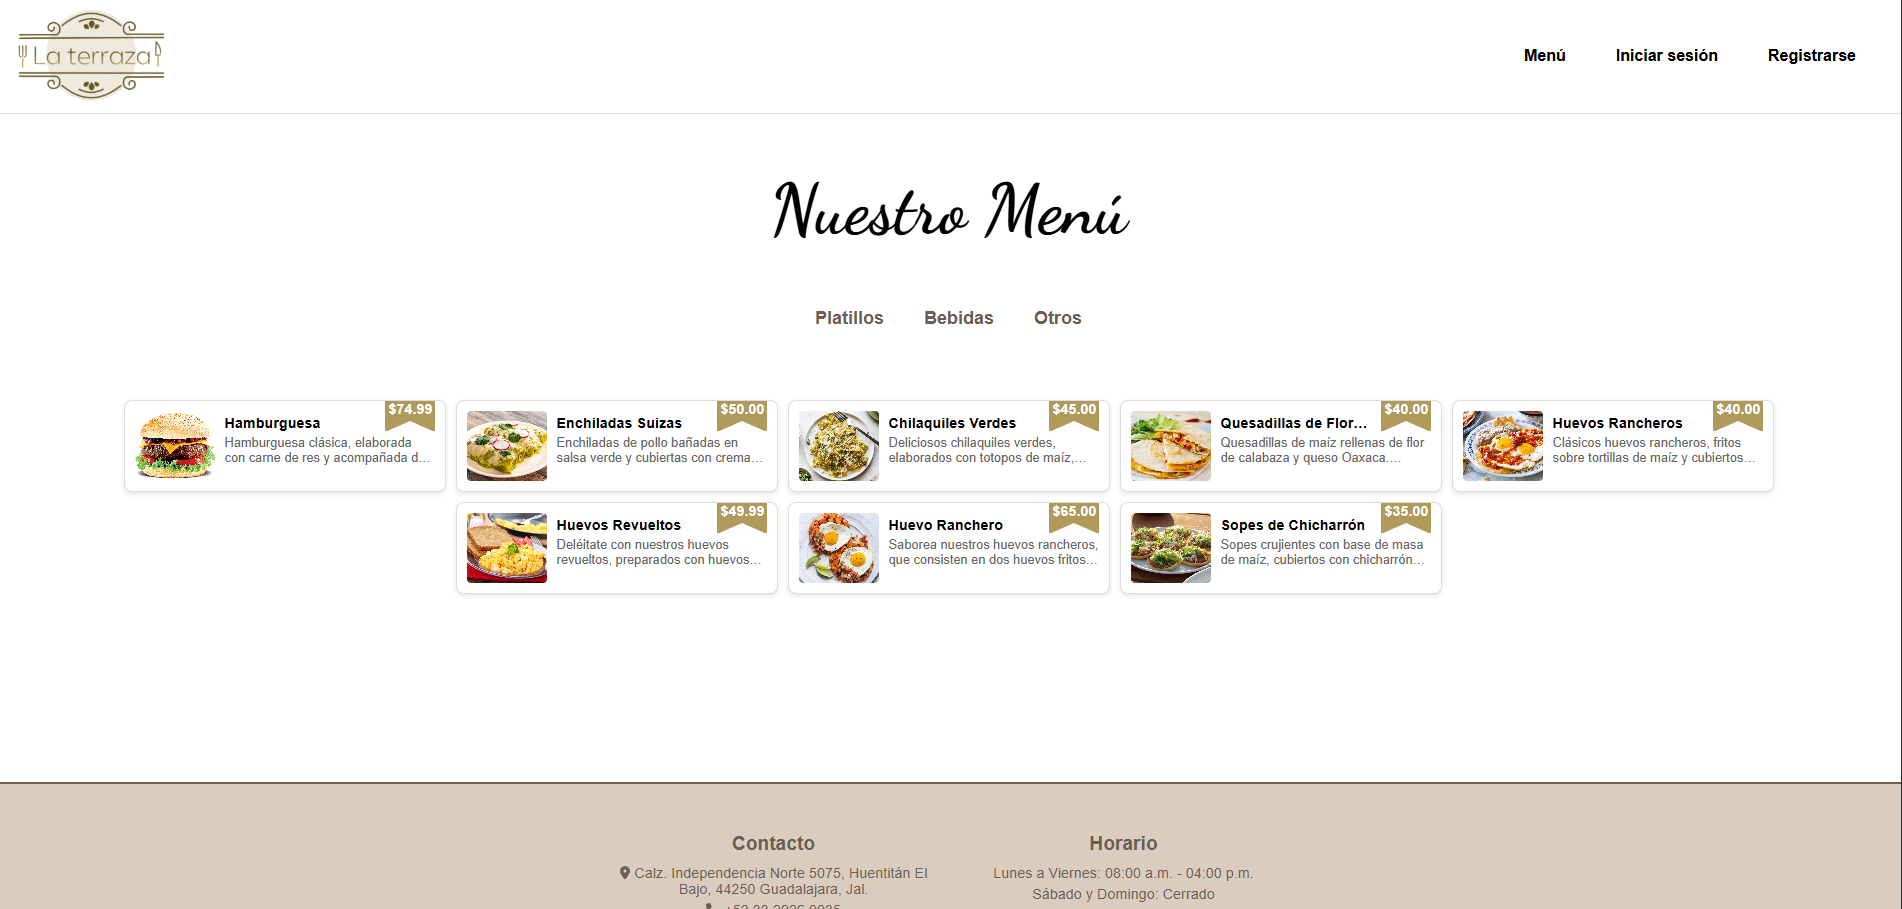 La terraza
Menú
Iniciar sesión
Registrarse
Nuestro Menú
Platillos
Bebidas
Otros
Hamburguesa
$74.99
Hamburguesa clásica, elaborada
con carne de res y acompañada d...
Enchiladas Suizas
$50.00
Enchiladas de pollo bañadas en
salsa verde y cubiertas con crema...
Chilaquiles Verdes
$45.00
Deliciosos chilaquiles verdes,
elaborados con totopos de maíz,...
Quesadillas de Flor...
$40.00
Quesadillas de maíz rellenas de flor
de calabaza y queso Oaxaca....
Huevos Rancheros
$40.00
Clásicos huevos rancheros, fritos
sobre tortillas de maíz y cubiertos...
Huevos Revueltos
$49.99
Deléitate con nuestros huevos
revueltos, preparados con huevos...
Huevo Ranchero
$65.00
Saborea nuestros huevos rancheros,
que consisten en dos huevos fritos...
Sopes de Chicharrón
$35.00
Sopes crujientes con base de masa
de maíz, cubiertos con chicharrón...
Contacto
Calz. Independencia Norte 5075, Huentitán El
Bajo, 44250 Guadalajara, Jal.
Horario
Lunes a Viernes: 08:00 a.m. - 04:00 p.m.
Sábado y Domingo: Cerrado